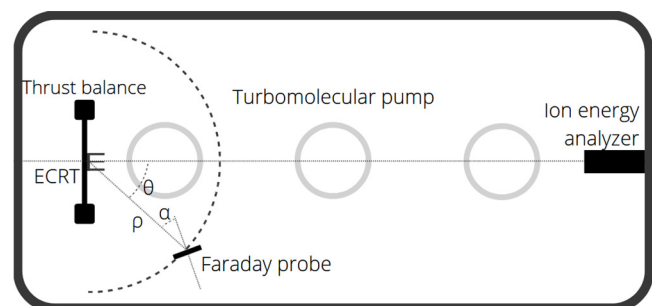 Thrust balance
Turbomolecular pump
Ion energy
analyzer
ECRT
θ
α
ρ
Faraday probe